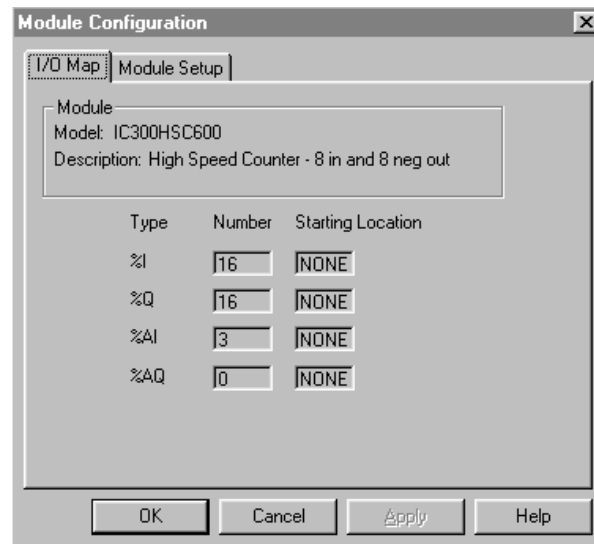 Module Configuration
I/O Map Module Setup
Module
Model: IC300HSC600
Description: High Speed Counter - 8 in and 8 neg out
Type Number Starting Location
%I 16 NONE
%Q 16 NONE
%AI 3 NONE
%AQ 0 NONE
OK Cancel Apply Help